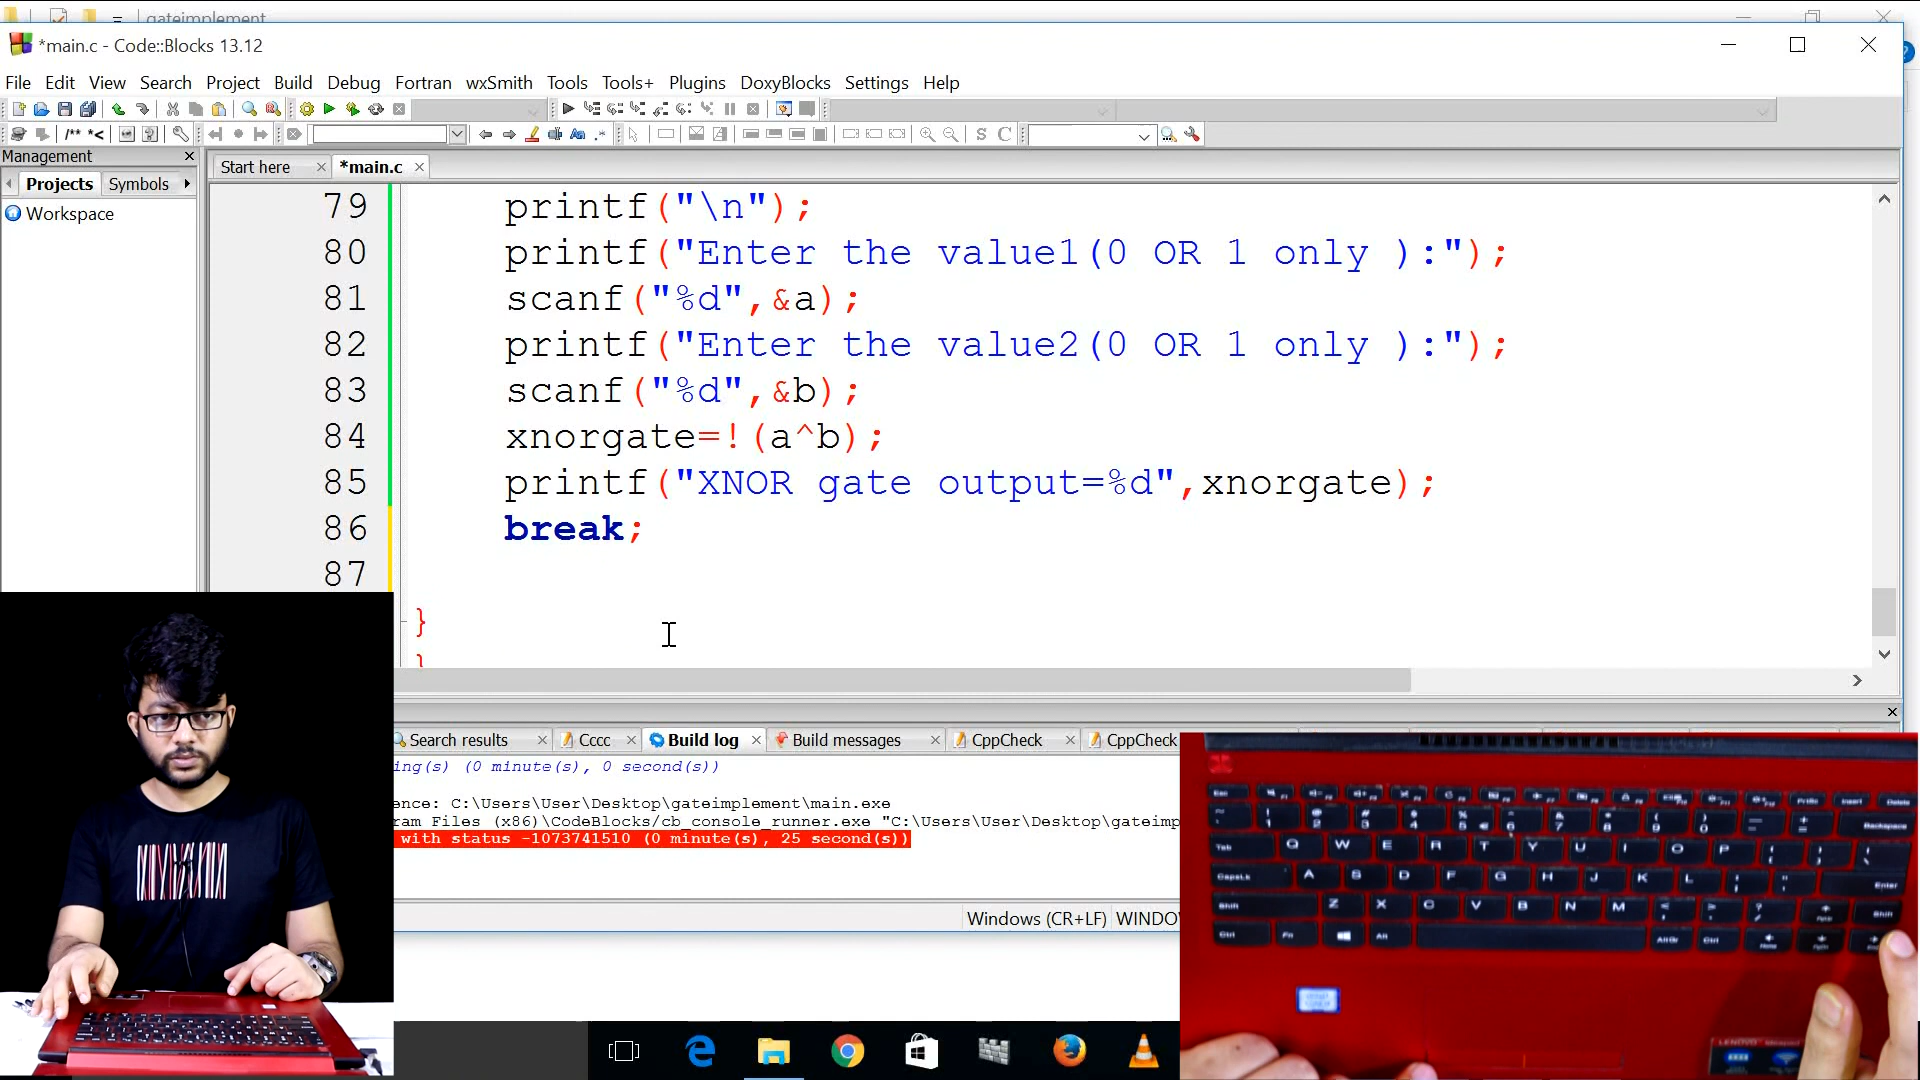 gateimplement
*main.c - Code::Blocks 13.12
File Edit View Search Project Build Debug Fortran wxSmith Tools Tools+ Plugins DoxyBlocks Settings Help
Management
Start here *main.c
Projects Symbols
Workspace
79 printf("\n");
80 printf("Enter the value1(0 OR 1 only ):");
81 scanf("%d",&a);
82 printf("Enter the value2(0 OR 1 only ):");
83 scanf("%d",&b);
84 xnorgate=!(a^b);
85 printf("XNOR gate output=%d",xnorgate);
86 break;
87
}
}
Search results Cccc Build log Build messages CppCheck CppCheck
ing(s) (0 minute(s), 0 second(s))
ence: C:\Users\User\Desktop\gateimplement\main.exe
ram Files (x86)\CodeBlocks/cb_console_runner.exe "C:\Users\User\Desktop\gateimp
with status -1073741510 (0 minute(s), 25 second(s))
Windows (CR+LF) WINDO
Q W E R T Y U I O P
A S D F G H J K L
Z X C V B N M